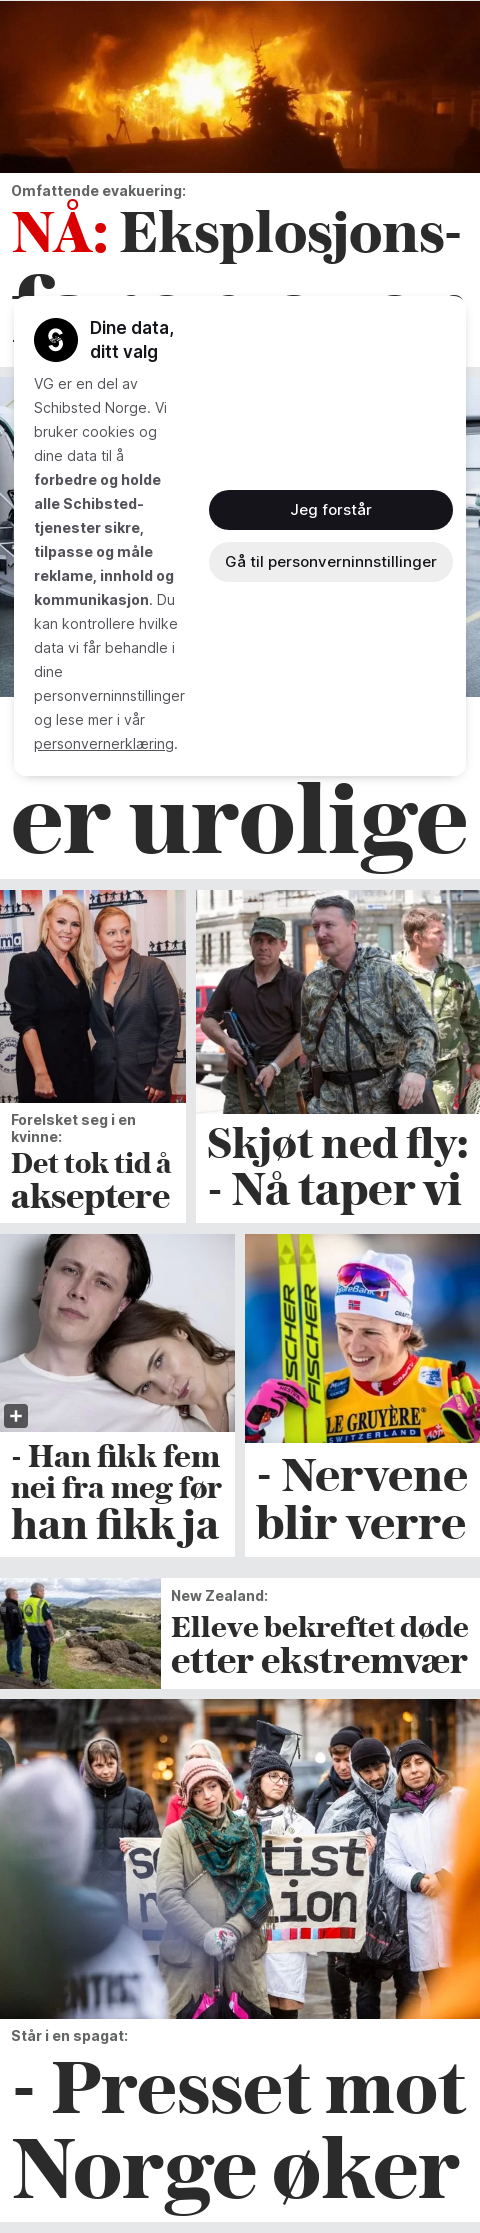 Omfattende evakuering:
NÅ: Eksplosjons-
Dine data,
ditt valg
VG er en del av
Schibsted Norge. Vi
bruker cookies og
dine data til å
forbedre og holde
alle Schibsted-
tjenester sikre,
tilpasse og måle
reklame, innhold og
kommunikasjon. Du
kan kontrollere hvilke
data vi får behandle i
dine
personverninnstillinger
og lese mer i vår
personvernerklæring.
Jeg forstår
Gå til personverninnstillinger
er urolige
Forelsket seg i en
kvinne:
Det tok tid å
akseptere
Skjøt ned fly:
- Nå taper vi
FISCHER
FISCHER
LE GRUYÈRE
SWITZERLAND
- Han fikk fem
nei fra meg før
han fikk ja
- Nervene
blir verre
New Zealand:
Elleve bekreftet døde
etter ekstremvær
Står i en spagat:
- Presset mot
Norge øker